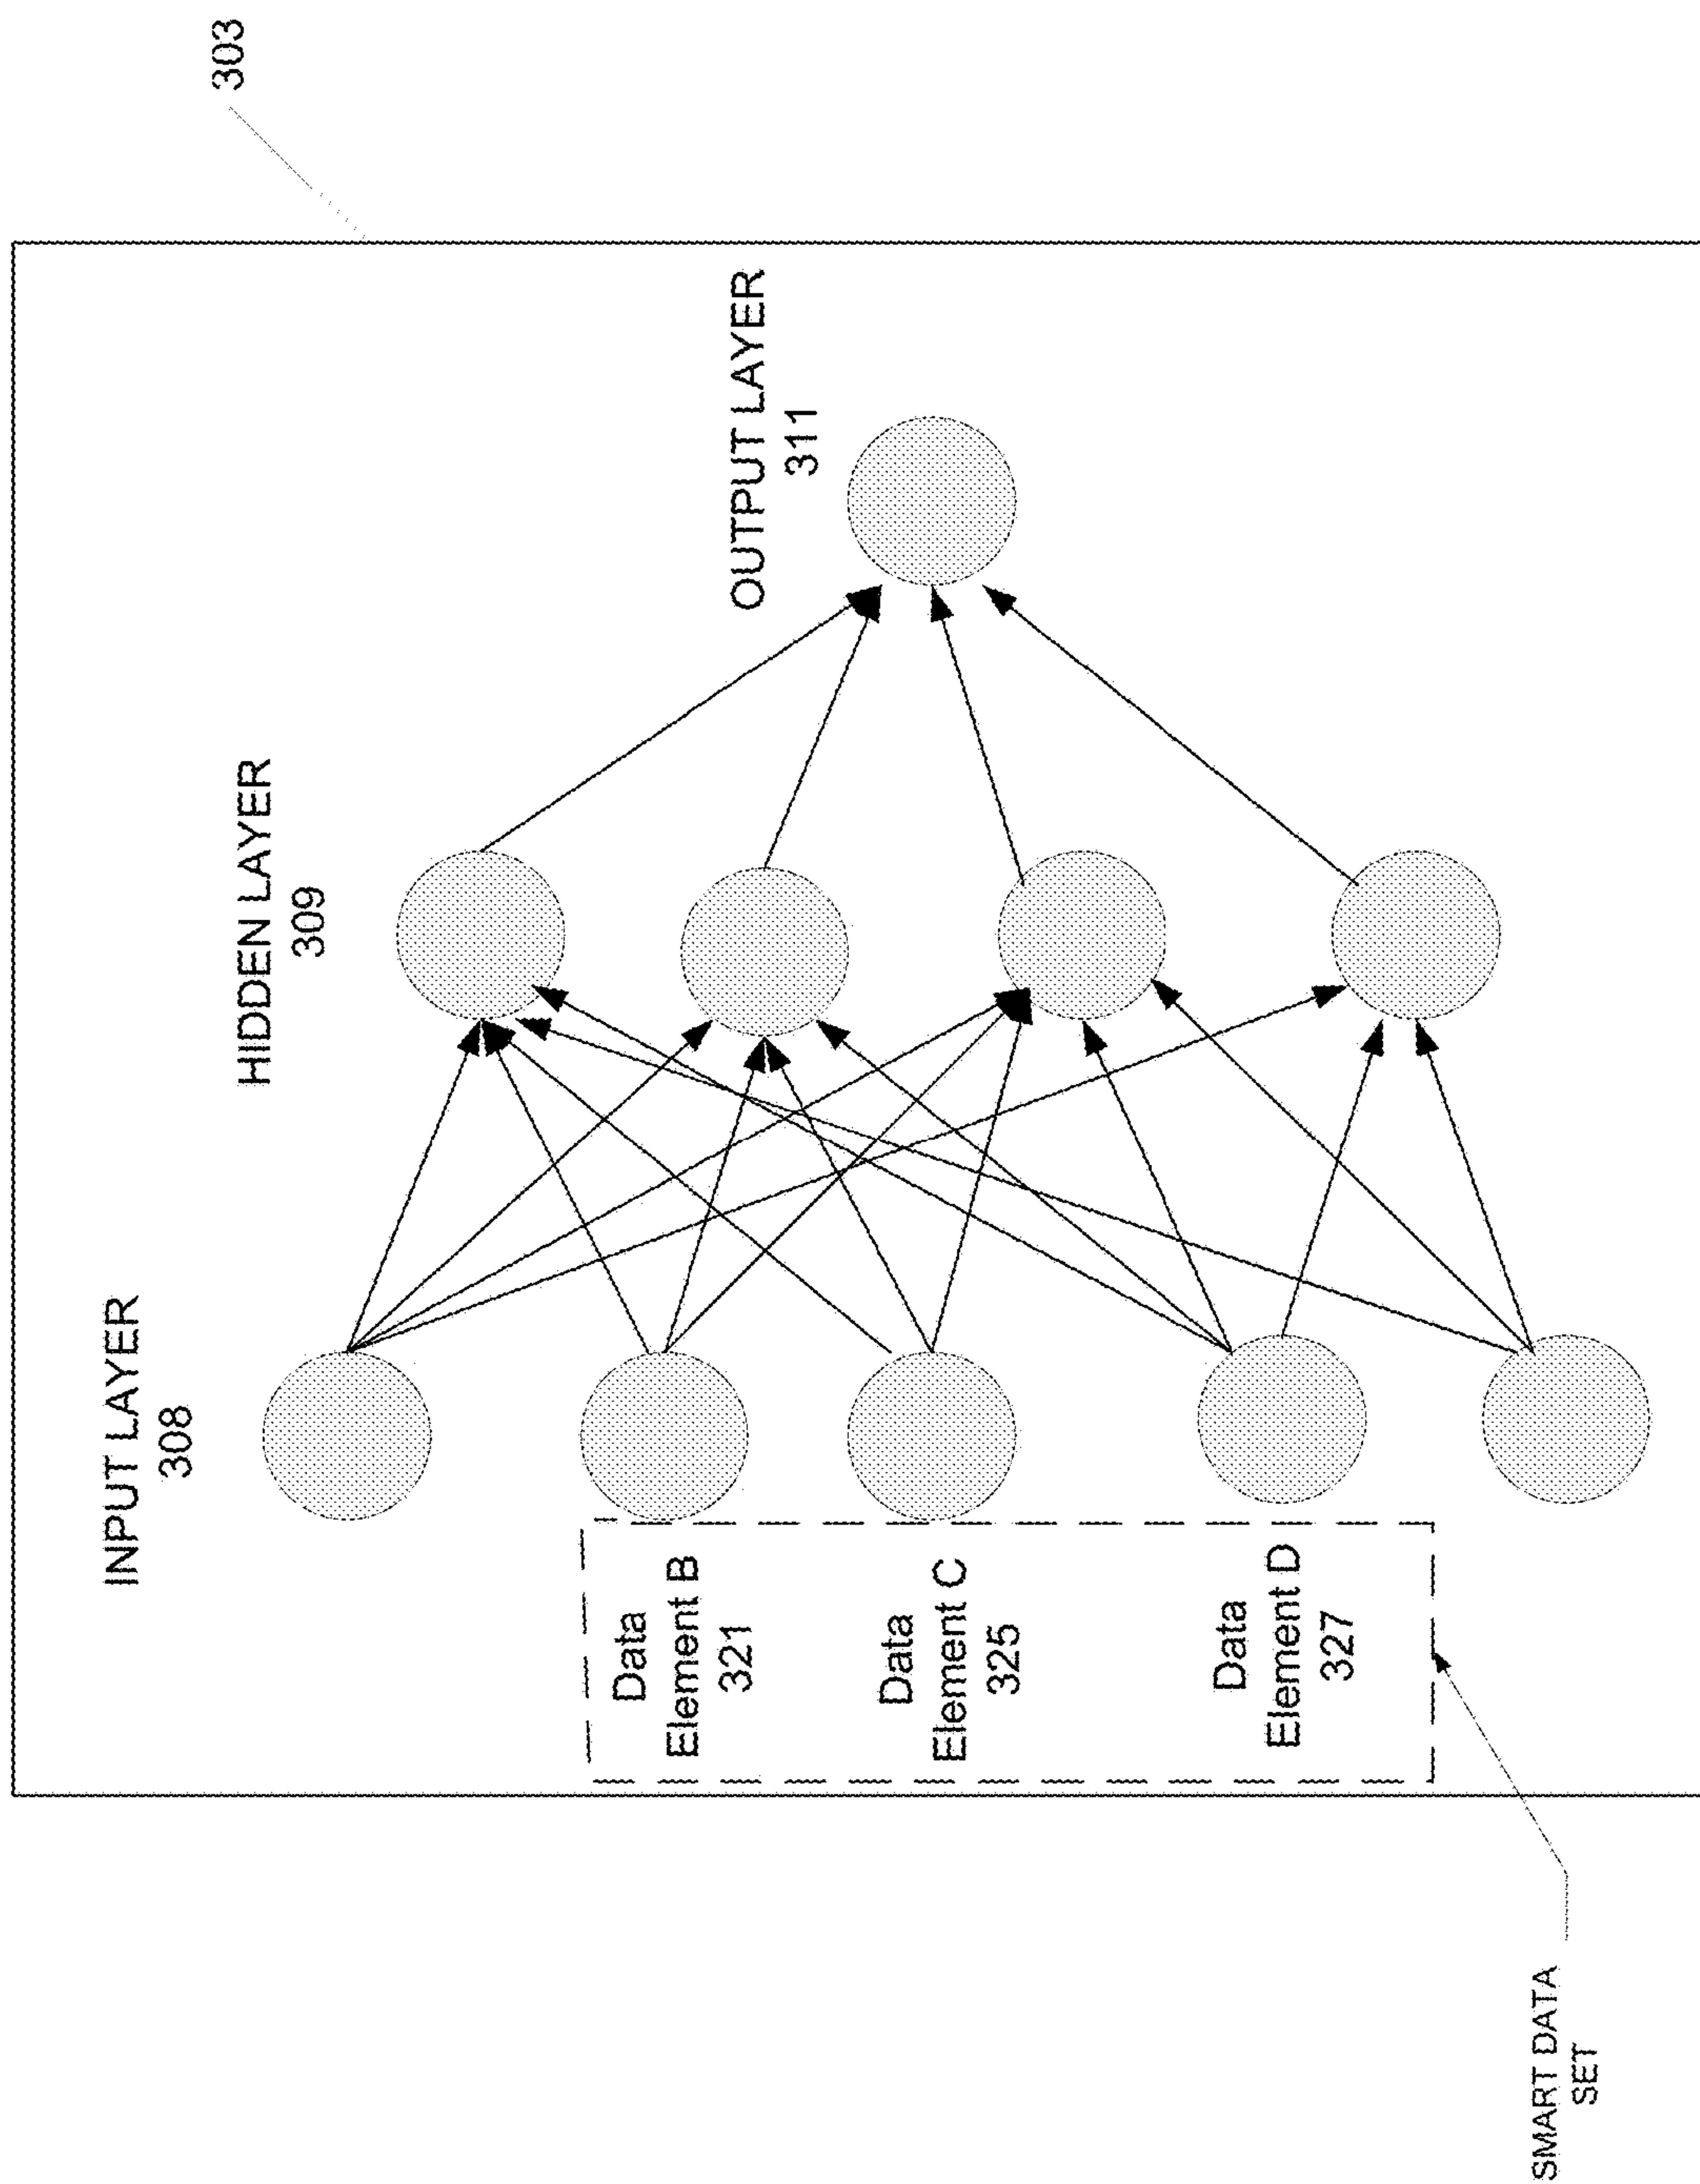 303
INPUT LAYER
308
HIDDEN LAYER
309
OUTPUT LAYER
311
Data
Element B
321
Data
Element C
325
Data
Element D
327
SMART DATA
SET